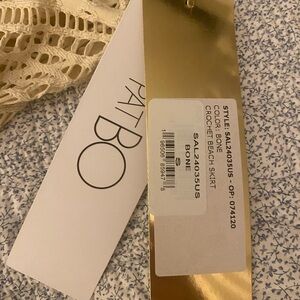 PATBO
STYLE: SAL24035US - OP: 074120
COLOR: BONE
CROCHET BEACH SKIRT
SAL24035US
BONE
S